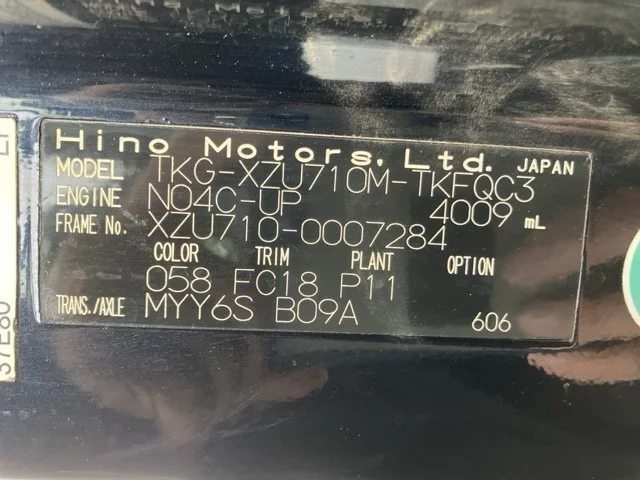 Hino Motors, Ltd. JAPAN
MODEL TKG-XZU710M-TKFQC3
ENGINE N04C-UP 4009 mL
FRAME No. XZU710-0007284
COLOR TRIM PLANT OPTION
058 FC18 P11
TRANS./AXLE MYY6S B09A 606